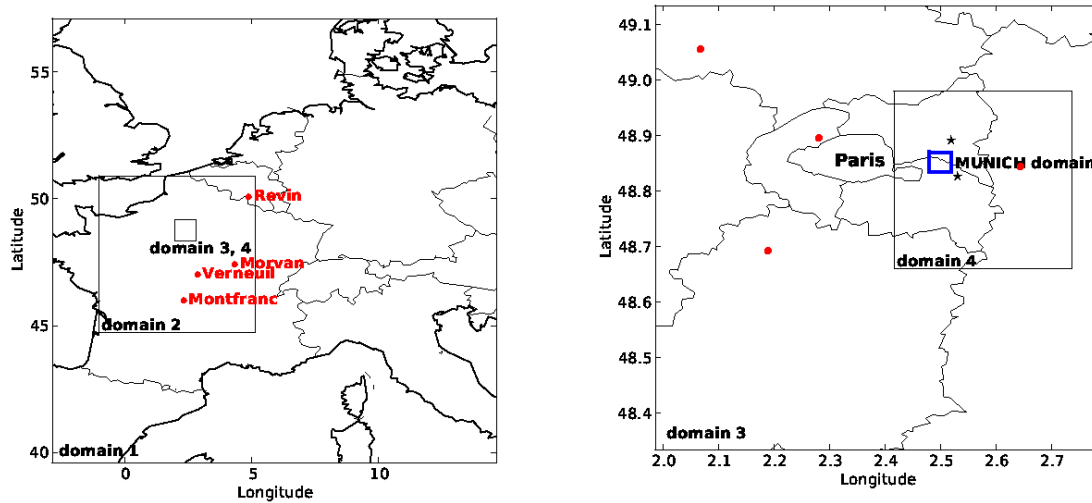 55
50
45
40
0
5
10
Latitude
Longitude
Revin
domain 3, 4
Morvan
Verneuil
Montfranc
domain 2
domain 1
49.1
49.0
48.9
48.8
48.7
48.6
48.5
48.4
2.0
2.1
2.2
2.3
2.4
2.5
2.6
2.7
Latitude
Longitude
Paris
MUNICH domain
domain 4
domain 3